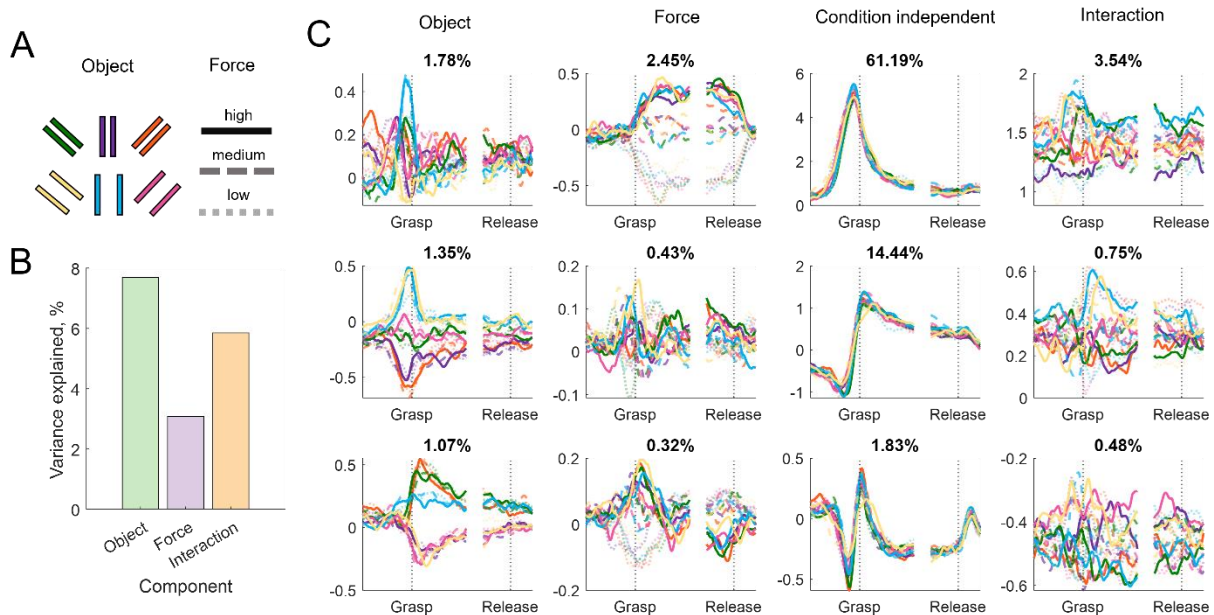 A
Object
Force
high
medium
low
B
Variance explained, %
8
6
4
2
0
Object
Force
Interaction
Component
C
Object
Force
Condition independent
Interaction
1.78%
2.45%
61.19%
3.54%
0.4
0.2
0
Grasp
Release
0.5
0
-0.5
Grasp
Release
6
4
2
0
Grasp
Release
2
1.5
1
Grasp
Release
1.35%
0.43%
14.44%
0.75%
0.5
0
-0.5
Grasp
Release
0.2
0.1
0
-0.1
Grasp
Release
2
1
0
-1
Grasp
Release
0.6
0.4
0.2
0
Grasp
Release
1.07%
0.32%
1.83%
0.48%
0.5
0
0.5
Grasp
Release
0.2
0
-0.2
Grasp
Release
0.5
0
-0.5
Grasp
Release
-0.2
-0.4
-0.6
Grasp
Release